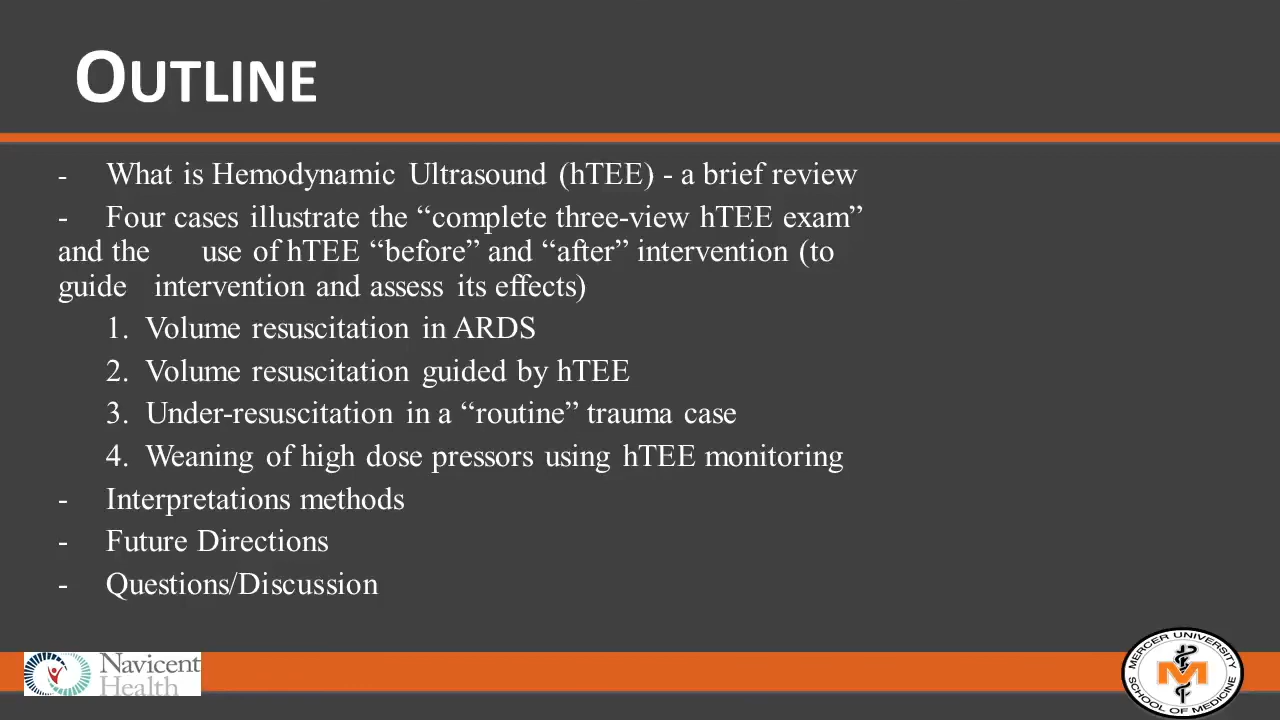 OUTLINE
- What is Hemodynamic Ultrasound (hTEE) - a brief review
- Four cases illustrate the “complete three-view hTEE exam”
and the use of hTEE “before” and “after” intervention (to
guide intervention and assess its effects)
1. Volume resuscitation in ARDS
2. Volume resuscitation guided by hTEE
3. Under-resuscitation in a “routine” trauma case
4. Weaning of high dose pressors using hTEE monitoring
- Interpretations methods
- Future Directions
- Questions/Discussion
Navicent
Health
MERCER UNIVERSITY
M
SCHOOL OF MEDICINE